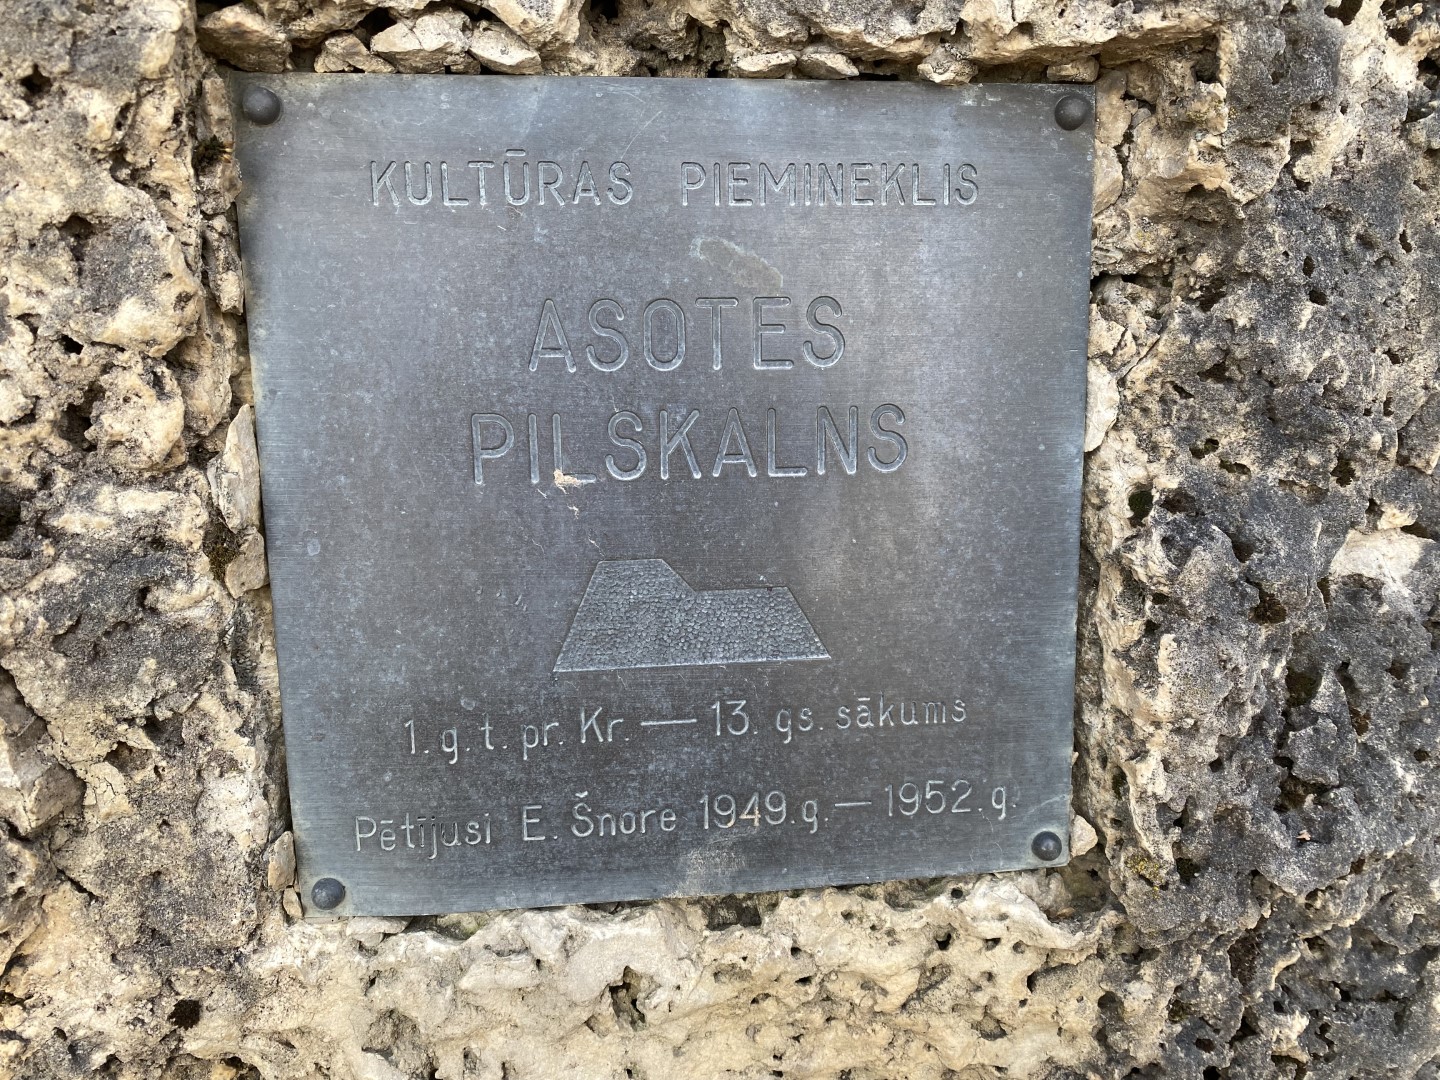 KULTŪRAS PIEMINEKLIS
ASOTES
PILSKALNS
1. g. t. pr. Kr. — 13. gs. sākums
Pētījusi E. Šnore 1949. g. — 1952. g.